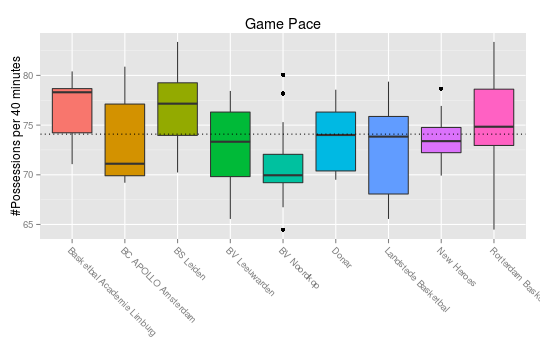 Game Pace
#Possessions per 40 minutes
80
75
70
65
Basketbal Academie Limburg
BC APOLLO Amsterdam
BS Leiden
BV Leeuwarden
BV Noordkop
Donar
Landstede Basketbal
New Heroes
Rotterdam Bask